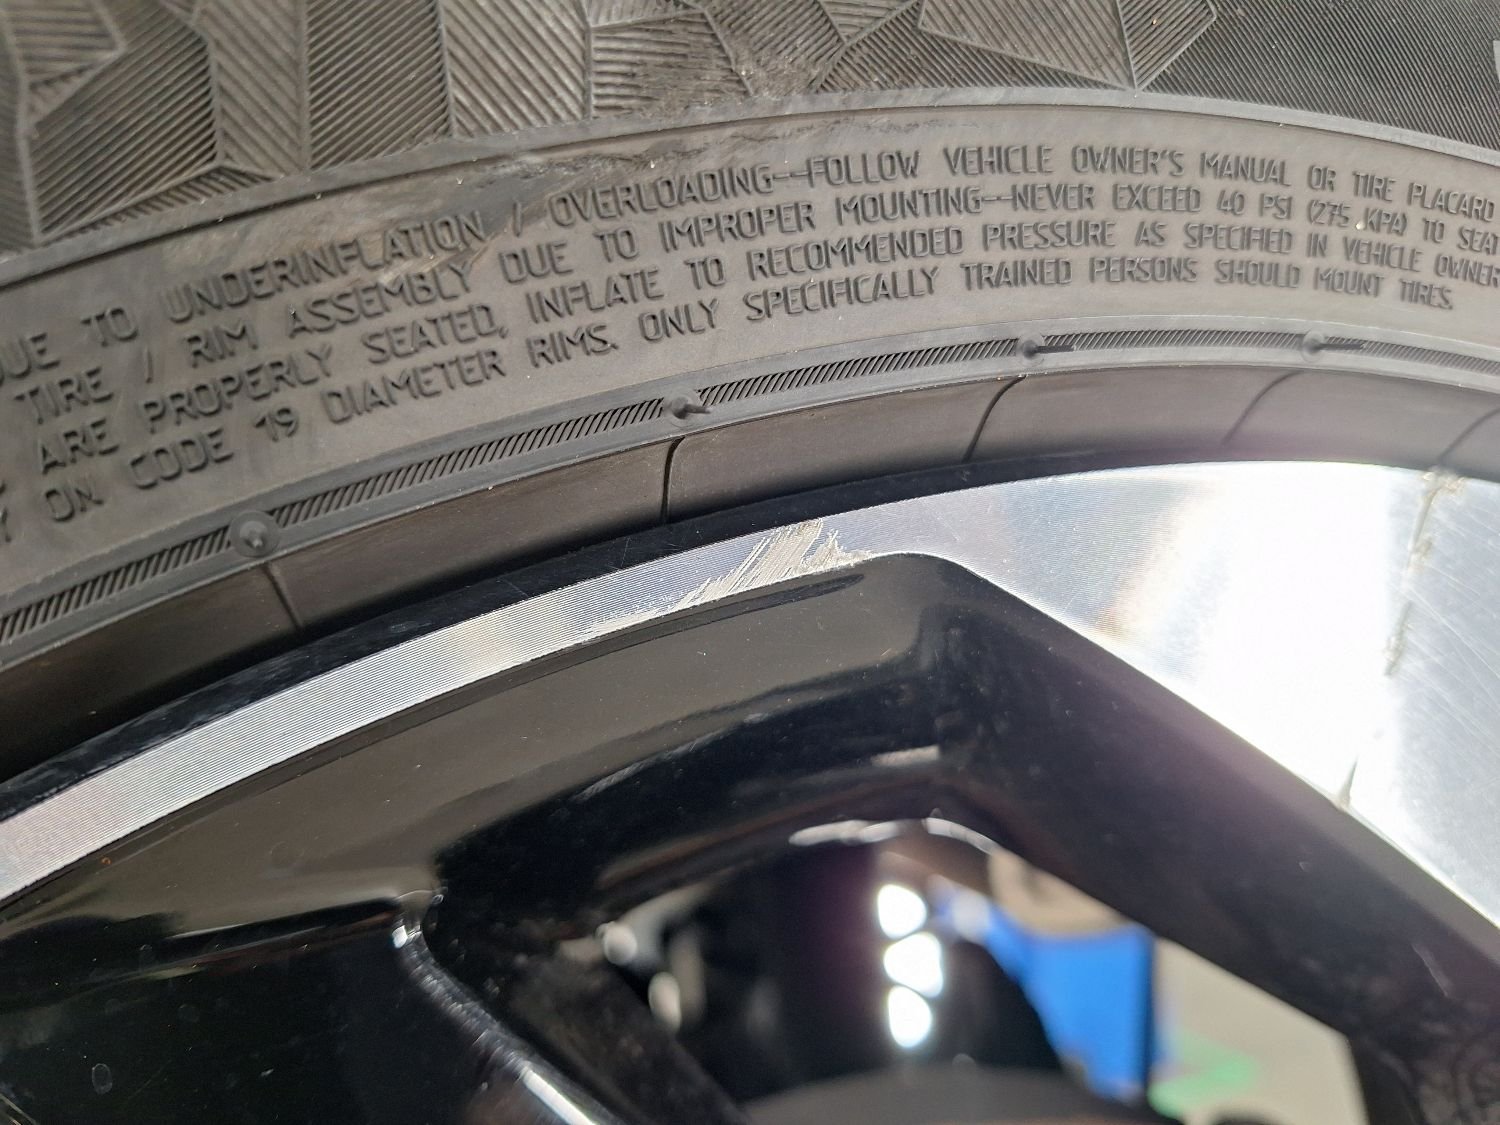 DUE TO UNDERINFLATION / OVERLOADING--FOLLOW VEHICLE OWNER'S MANUAL OR TIRE PLACARD
TIRE / RIM ASSEMBLY DUE TO IMPROPER MOUNTING--NEVER EXCEED 40 PSI (275 KPA) TO SEAT
ARE PROPERLY SEATED, INFLATE TO RECOMMENDED PRESSURE AS SPECIFIED IN VEHICLE OWNER
ON CODE 19 DIAMETER RIMS. ONLY SPECIFICALLY TRAINED PERSONS SHOULD MOUNT TIRES.